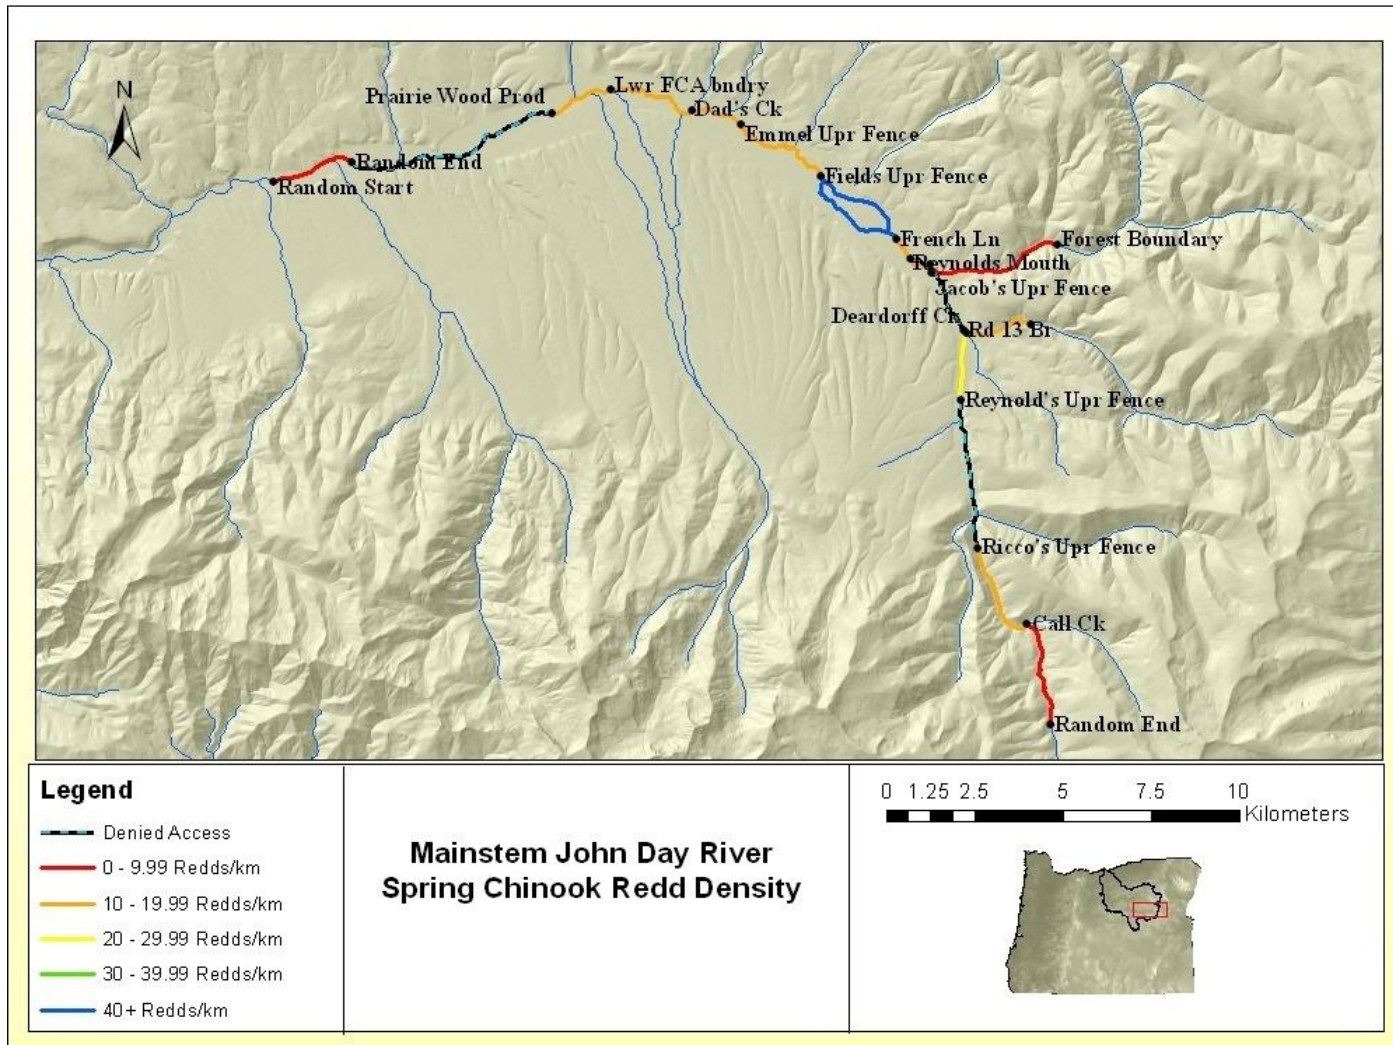 N
Lwr FCA bndry
Prairie Wood Prod
Dad's Ck
Emmel Upr Fence
Random End
Fields Upr Fence
Random Start
French Ln
Forest Boundary
Reynolds Mouth
Jacob's Upr Fence
Deardorff Ck
Rd 13 Br
Reynold's Upr Fence
Ricco's Upr Fence
Call Ck
Random End
Legend
Denied Access
0 - 9.99 Redds/km
10 - 19.99 Redds/km
20 - 29.99 Redds/km
30 - 39.99 Redds/km
40+ Redds/km
Mainstem John Day River
Spring Chinook Redd Density
0 1.25 2.5 5 7.5 10
Kilometers